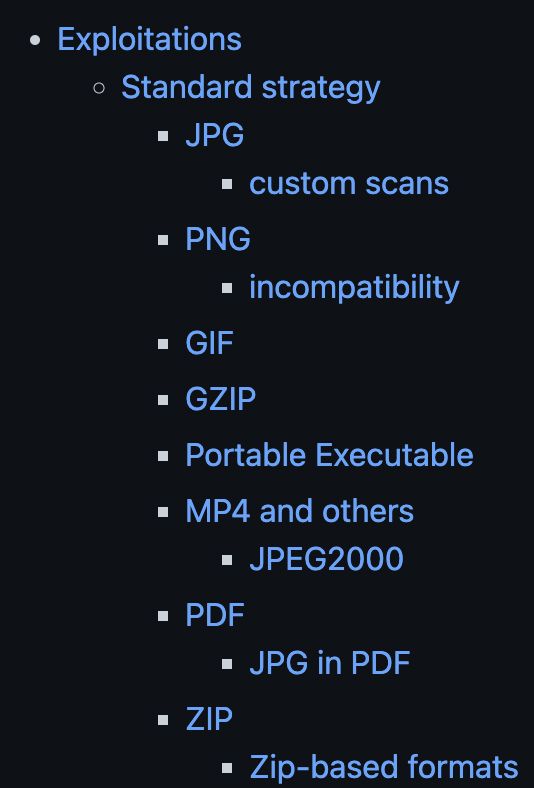 Exploitations
Standard strategy
JPG
custom scans
PNG
incompatibility
GIF
GZIP
Portable Executable
MP4 and others
JPEG2000
PDF
JPG in PDF
ZIP
Zip-based formats